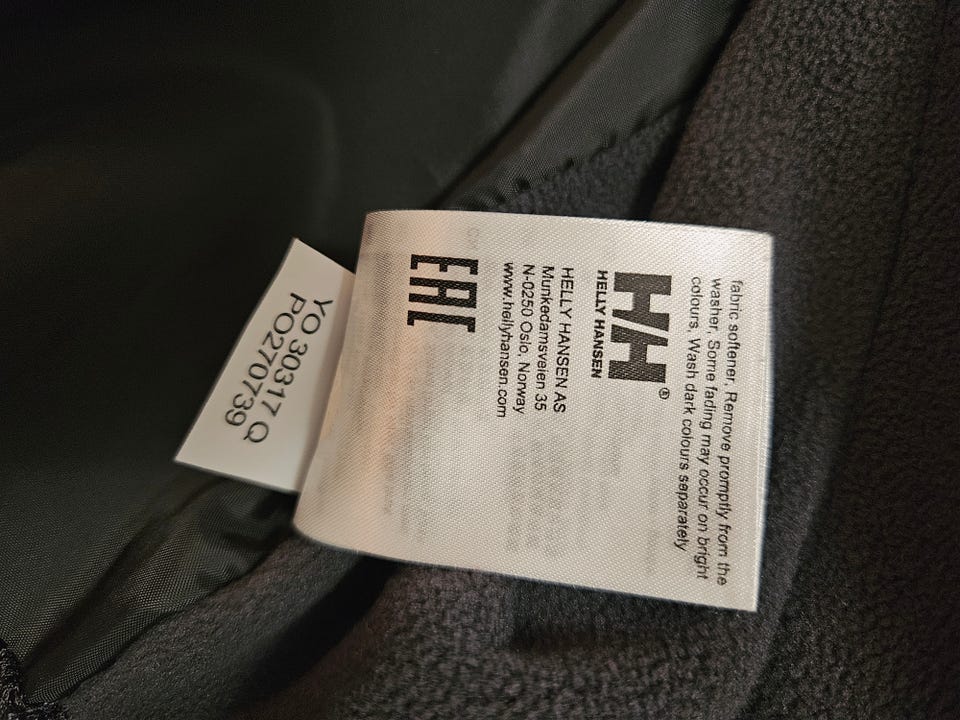 fabric softener, Remove promptly from the
washer, Some fading may occur on bright
colours, Wash dark colours separately
HH®
HELLY HANSEN
HELLY HANSEN AS
Munkedamsveien 35
N-0250 Oslo, Norway
www.hellyhansen.com
EAC
YO 30317 Q
PO270739